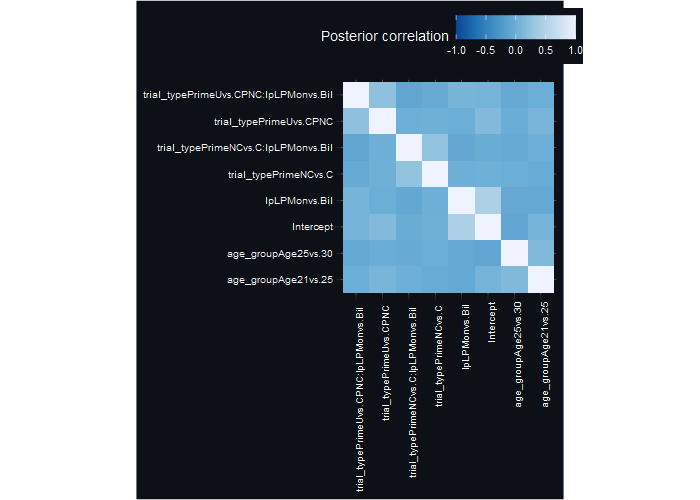 Posterior correlation
-1.0 -0.5 0.0 0.5 1.0
trial_typePrimeUvs.CPNC:lpLPMonvs.Bil
trial_typePrimeUvs.CPNC
trial_typePrimeNCvs.C:lpLPMonvs.Bil
trial_typePrimeNCvs.C
lpLPMonvs.Bil
Intercept
age_groupAge25vs.30
age_groupAge21vs.25
trial_typePrimeUvs.CPNC:lpLPMonvs.Bil
trial_typePrimeUvs.CPNC
trial_typePrimeNCvs.C:lpLPMonvs.Bil
trial_typePrimeNCvs.C
lpLPMonvs.Bil
Intercept
age_groupAge25vs.30
age_groupAge21vs.25